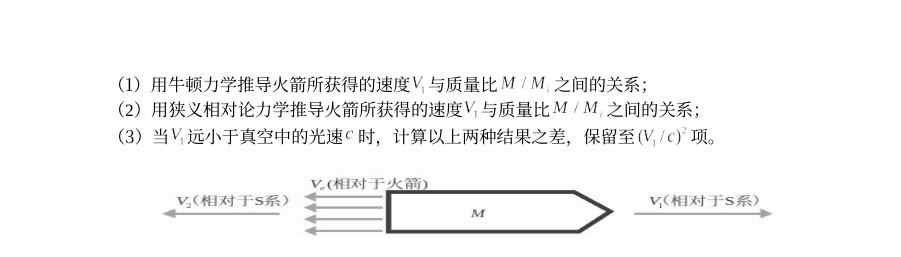 （1）用牛顿力学推导火箭所获得的速度V₁与质量比M / Mᵢ之间的关系；
（2）用狭义相对论力学推导火箭所获得的速度V₁与质量比M / Mᵢ之间的关系；
（3）当V₁远小于真空中的光速c时，计算以上两种结果之差，保留至(V₁/c)²项。
Vₑ(相对于火箭)
V₂(相对于S系)
M
V₁(相对于S系)